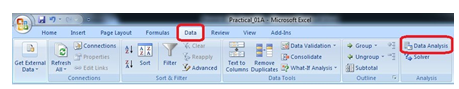 Practical_01A - Microsoft Excel
Home Insert Page Layout Formulas Data Review View Add-Ins
Get External Data
Refresh All
Connections
Properties
Edit Links
Connections
Sort
Filter
Clear
Reapply
Advanced
Sort & Filter
Text to Columns
Remove Duplicates
Data Validation
Consolidate
What-If Analysis
Data Tools
Group
Ungroup
Subtotal
Outline
Data Analysis
Solver
Analysis